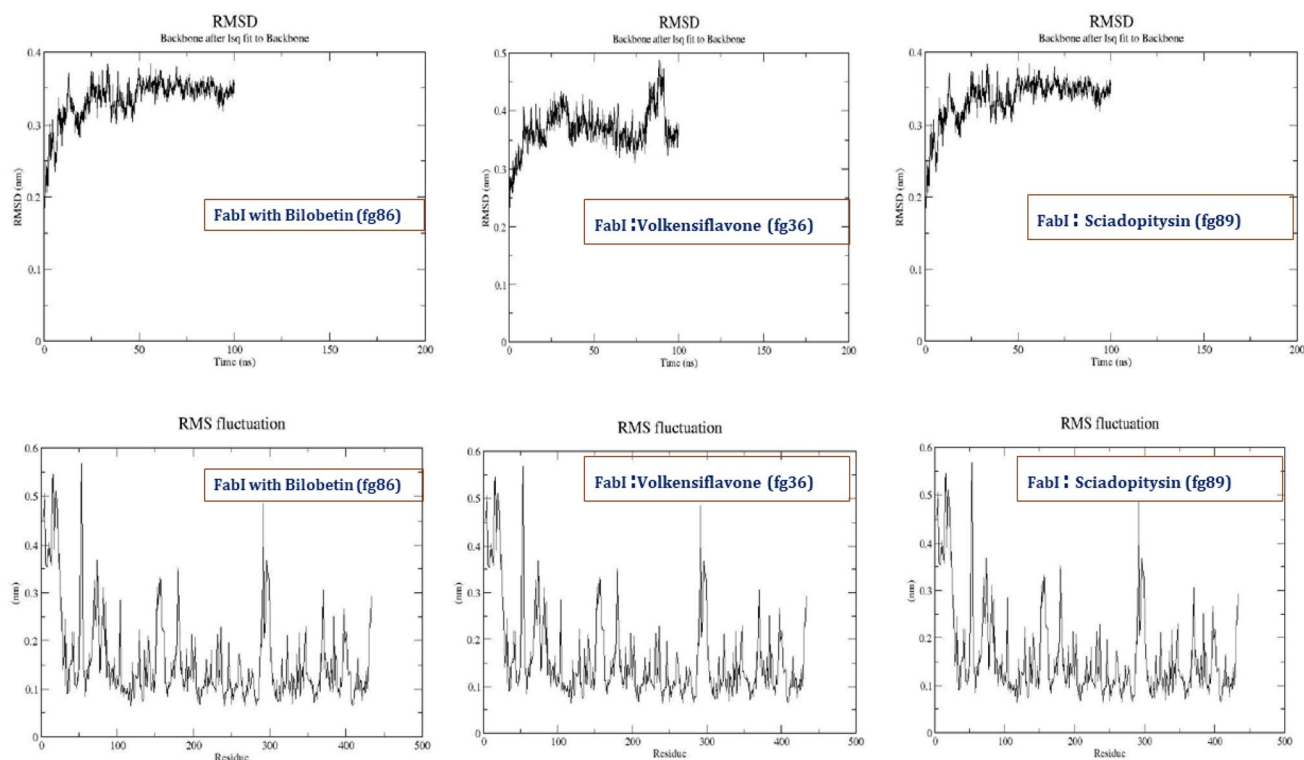 RMSD
Backbone after lsq fit to Backbone
0.4
0.3
0.2
0.1
0
RMSD (nm)
0
50
100
150
200
Time (ns)
FabI with Bilobetin (fg86)
RMSD
Backbone after lsq fit to Backbone
0.5
0.4
0.3
0.2
0.1
0
RMSD (nm)
0
50
100
150
200
Time (ns)
FabI :Volkensiflavone (fg36)
RMSD
Backbone after lsq fit to Backbone
0.4
0.3
0.2
0.1
0
RMSD (nm)
0
50
100
150
200
Time (ns)
FabI : Sciadopitysin (fg89)
RMS fluctuation
0.6
0.5
0.4
0.3
0.2
0.1
0
(nm)
0
100
200
300
400
500
Residue
FabI with Bilobetin (fg86)
RMS fluctuation
0.6
0.5
0.4
0.3
0.2
0.1
0
(nm)
0
100
200
300
400
500
Residue
FabI :Volkensiflavone (fg36)
RMS fluctuation
0.6
0.5
0.4
0.3
0.2
0.1
0
(nm)
0
100
200
300
400
500
Residue
FabI : Sciadopitysin (fg89)